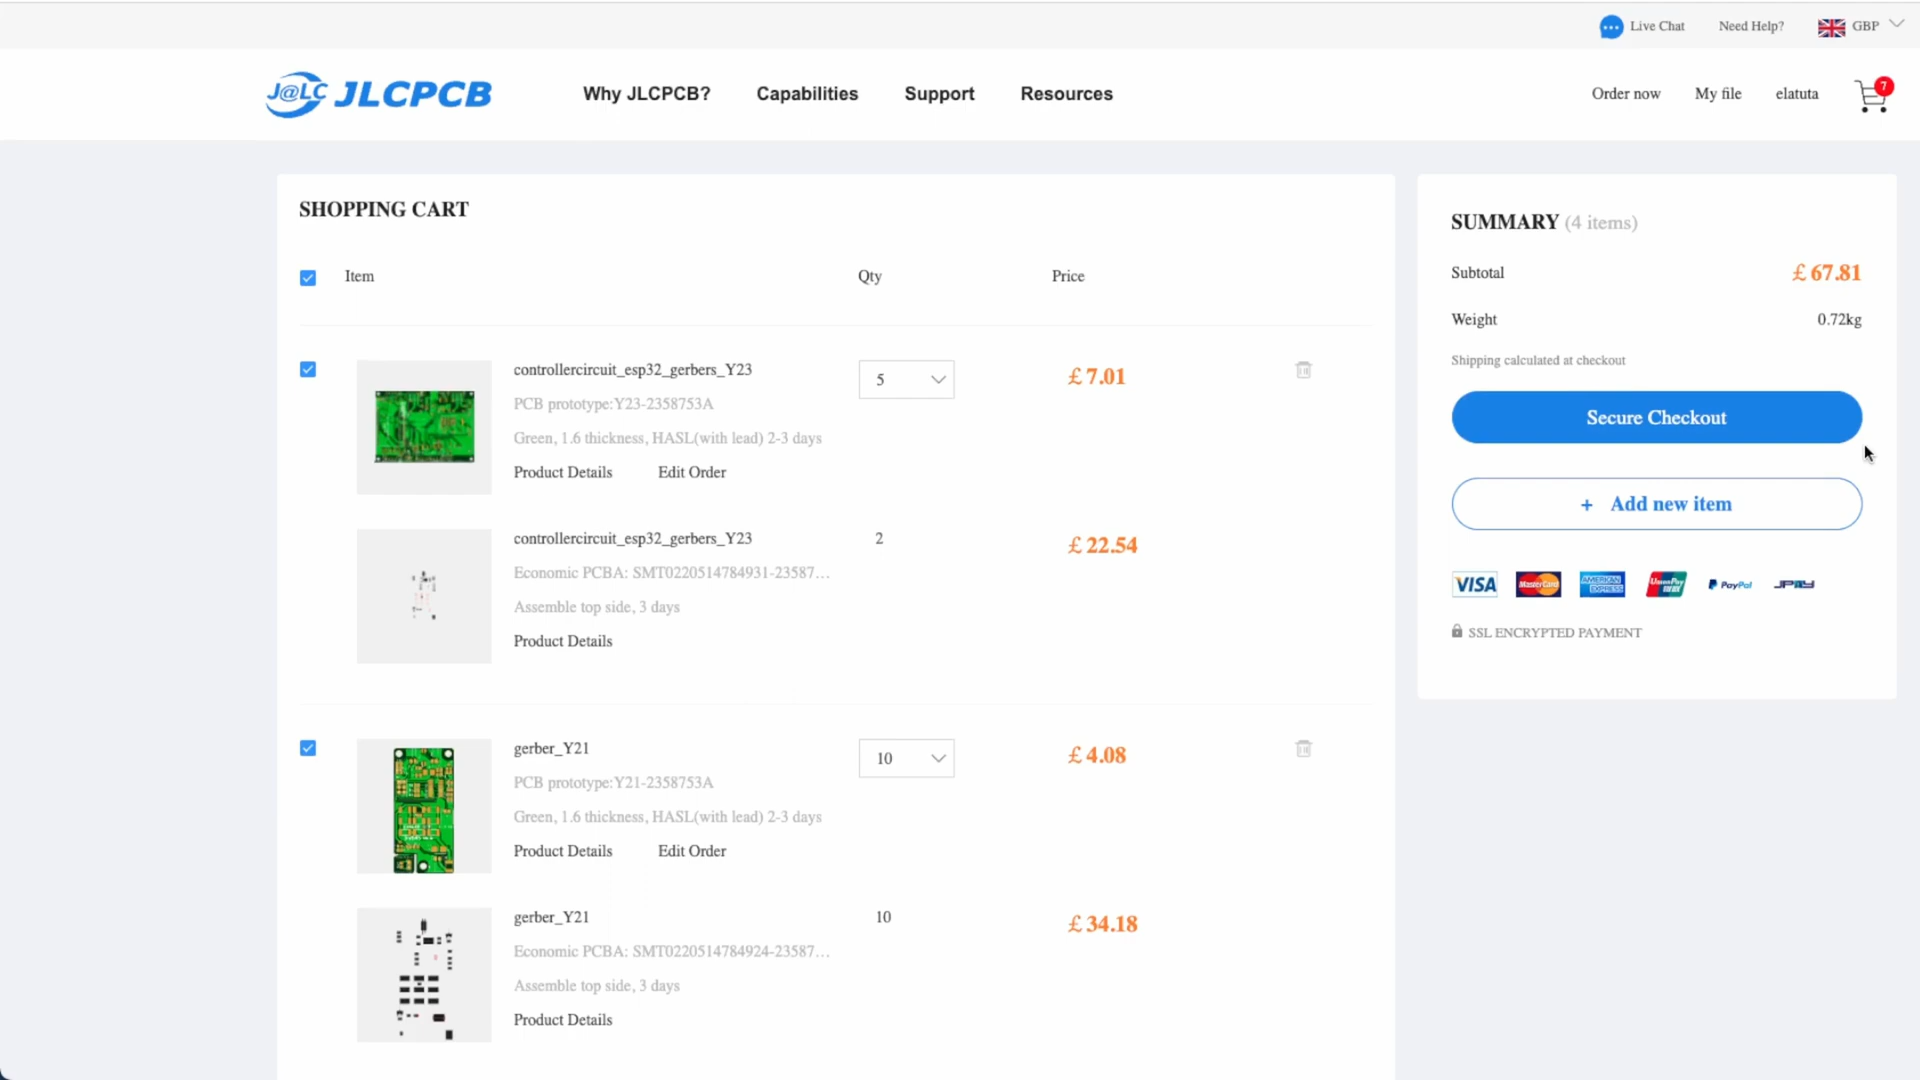 Live Chat Need Help? GBP
J@LC JLCPCB Why JLCPCB? Capabilities Support Resources Order now My file elatuta 7
SHOPPING CART
Item Qty Price
controllercircuit_esp32_gerbers_Y23 5 £7.01
PCB prototype:Y23-2358753A
Green, 1.6 thickness, HASL(with lead) 2-3 days
Product Details Edit Order
controllercircuit_esp32_gerbers_Y23 2 £22.54
Economic PCBA: SMT0220514784931-23587...
Assemble top side, 3 days
Product Details
gerber_Y21 10 £4.08
PCB prototype:Y21-2358753A
Green, 1.6 thickness, HASL(with lead) 2-3 days
Product Details Edit Order
gerber_Y21 10 £34.18
Economic PCBA: SMT0220514784924-23587...
Assemble top side, 3 days
Product Details
SUMMARY (4 items)
Subtotal £67.81
Weight 0.72kg
Shipping calculated at checkout
Secure Checkout
+ Add new item
VISA MasterCard AMERICAN EXPRESS UnionPay PayPal JPay
SSL ENCRYPTED PAYMENT